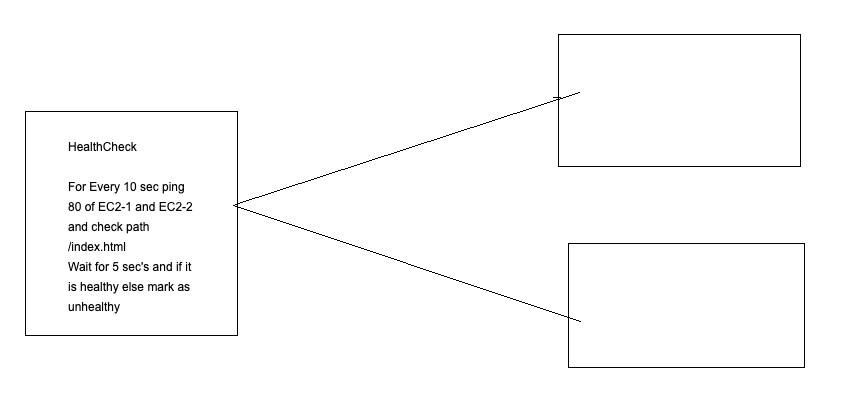 HealthCheck
For Every 10 sec ping
80 of EC2-1 and EC2-2
and check path
/index.html
Wait for 5 sec's and if it
is healthy else mark as
unhealthy